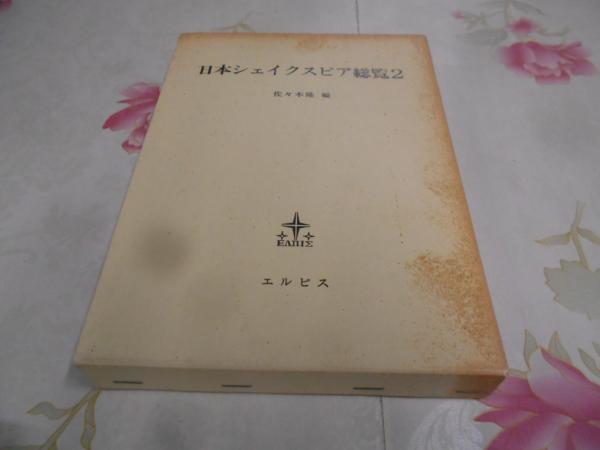 日本シェイクスピア総覧2
佐々木隆 編
ΕΛΠΙΣ
エルピス